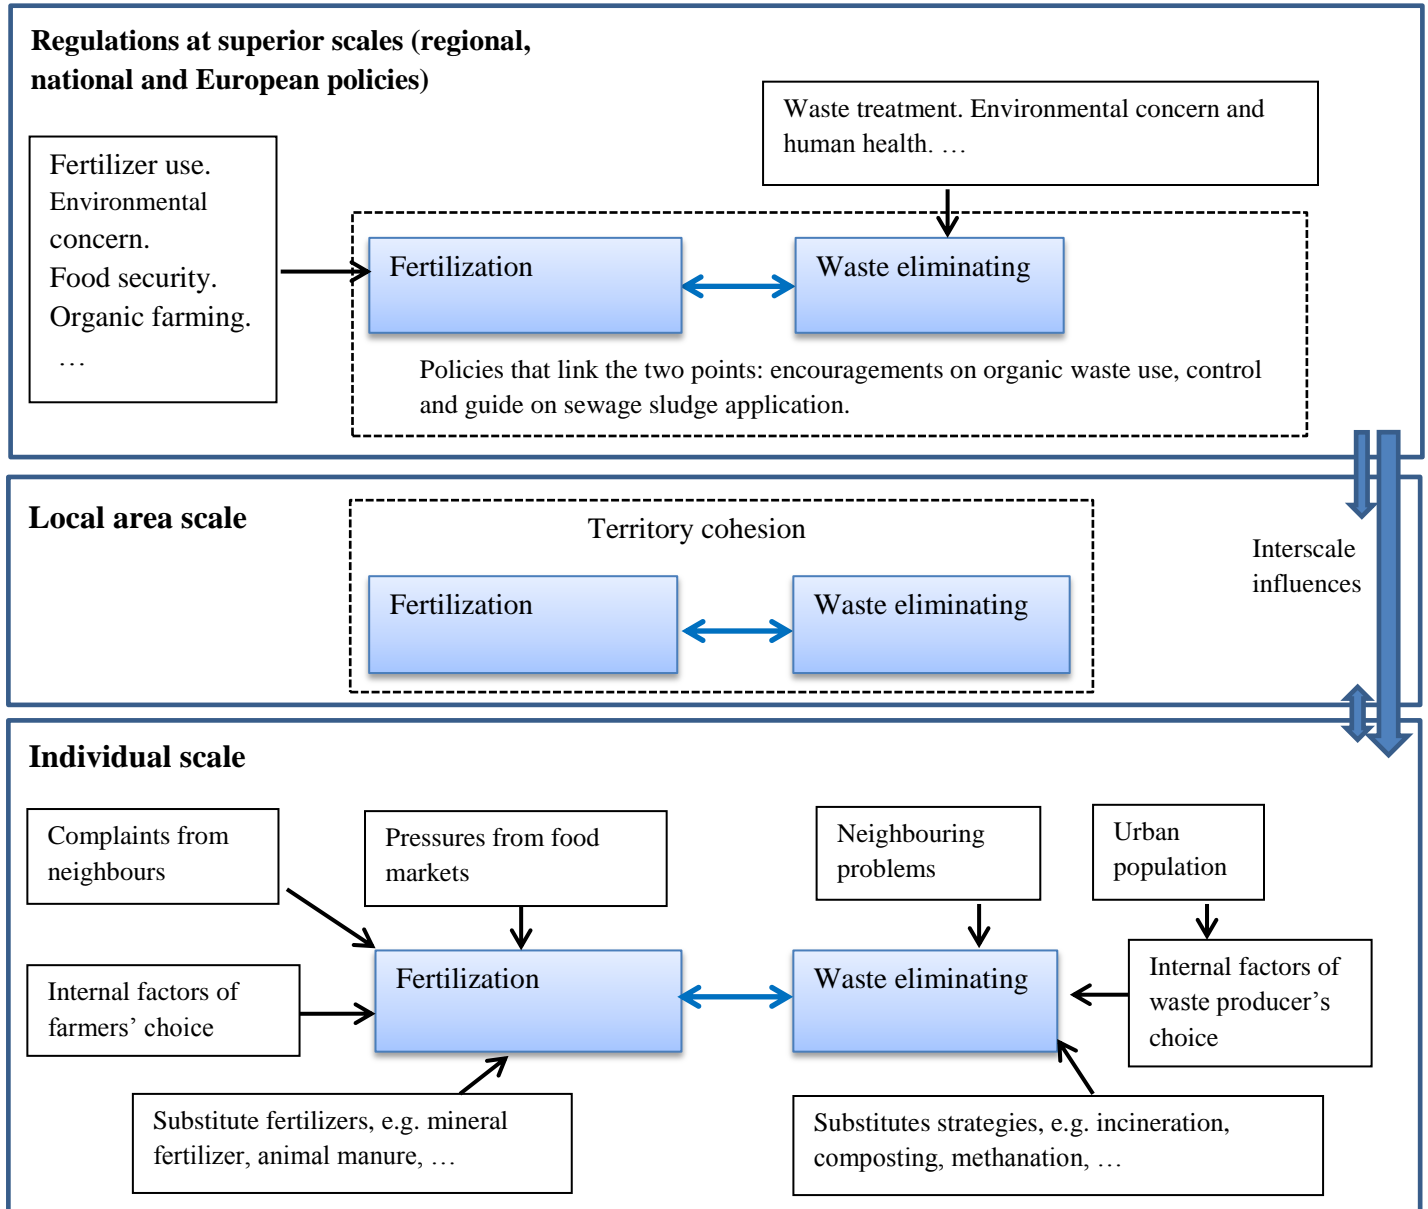 Regulations at superior scales (regional,
national and European policies)
Waste treatment. Environmental concern and
human health. …
Fertilizer use.
Environmental
concern.
Food security.
Organic farming.
…
Fertilization
Waste eliminating
Policies that link the two points: encouragements on organic waste use, control
and guide on sewage sludge application.
Local area scale
Territory cohesion
Fertilization
Waste eliminating
Interscale
influences
Individual scale
Complaints from
neighbours
Pressures from food
markets
Neighbouring
problems
Urban
population
Internal factors of
farmers’ choice
Fertilization
Waste eliminating
Internal factors of
waste producer’s
choice
Substitute fertilizers, e.g. mineral
fertilizer, animal manure, …
Substitutes strategies, e.g. incineration,
composting, methanation, …